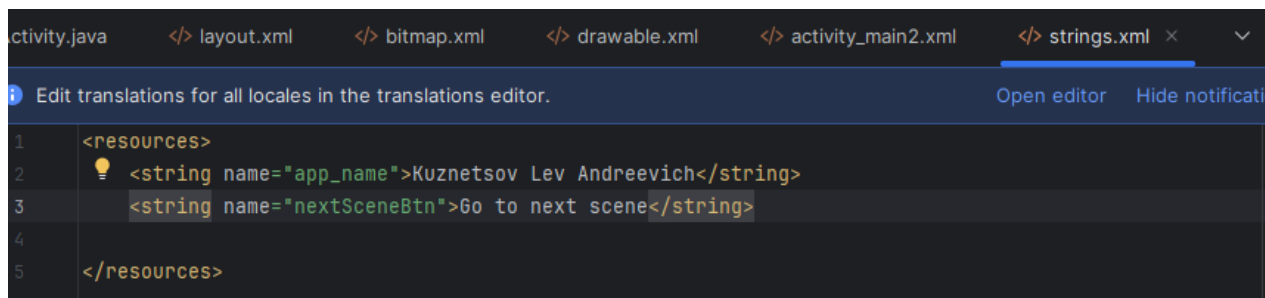 ctivity.java </> layout.xml </> bitmap.xml </> drawable.xml </> activity_main2.xml </> strings.xml ×
Edit translations for all locales in the translations editor. Open editor Hide notificati
1 <resources>
2 <string name="app_name">Kuznetsov Lev Andreevich</string>
3 <string name="nextSceneBtn">Go to next scene</string>
4
5 </resources>